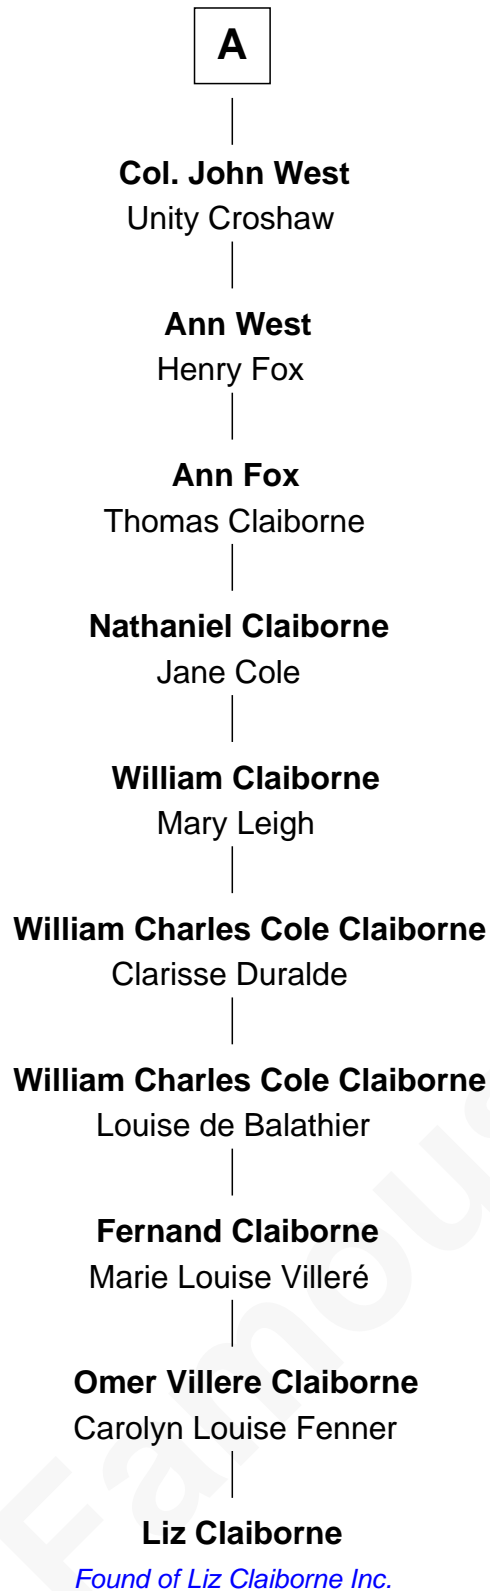 A
Col. John West
Unity Croshaw
Ann West
Henry Fox
Ann Fox
Thomas Claiborne
Nathaniel Claiborne
Jane Cole
William Claiborne
Mary Leigh
William Charles Cole Claiborne
Clarisse Duralde
William Charles Cole Claiborne
Louise de Balathier
Fernand Claiborne
Marie Louise Villeré
Omer Villere Claiborne
Carolyn Louise Fenner
Liz Claiborne
Found of Liz Claiborne Inc.
Famous